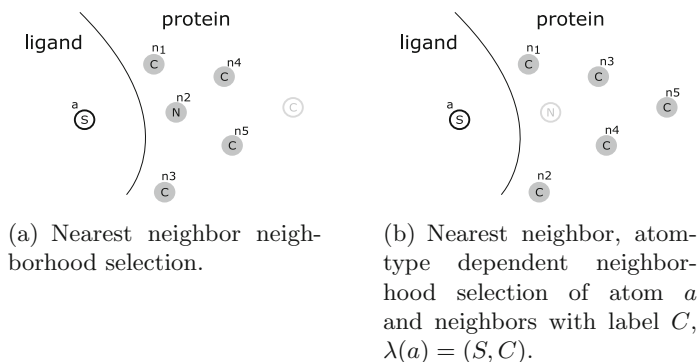 protein
ligand
n1
C
n4
C
a
S
n2
N
C
n5
C
n3
C
(a) Nearest neighbor neigh-
borhood selection.
protein
ligand
n1
C
n3
C
n5
C
a
S
N
n4
C
n2
C
(b) Nearest neighbor, atom-
type dependent neighbor-
hood selection of atom a
and neighbors with label C,
λ(a) = (S, C).